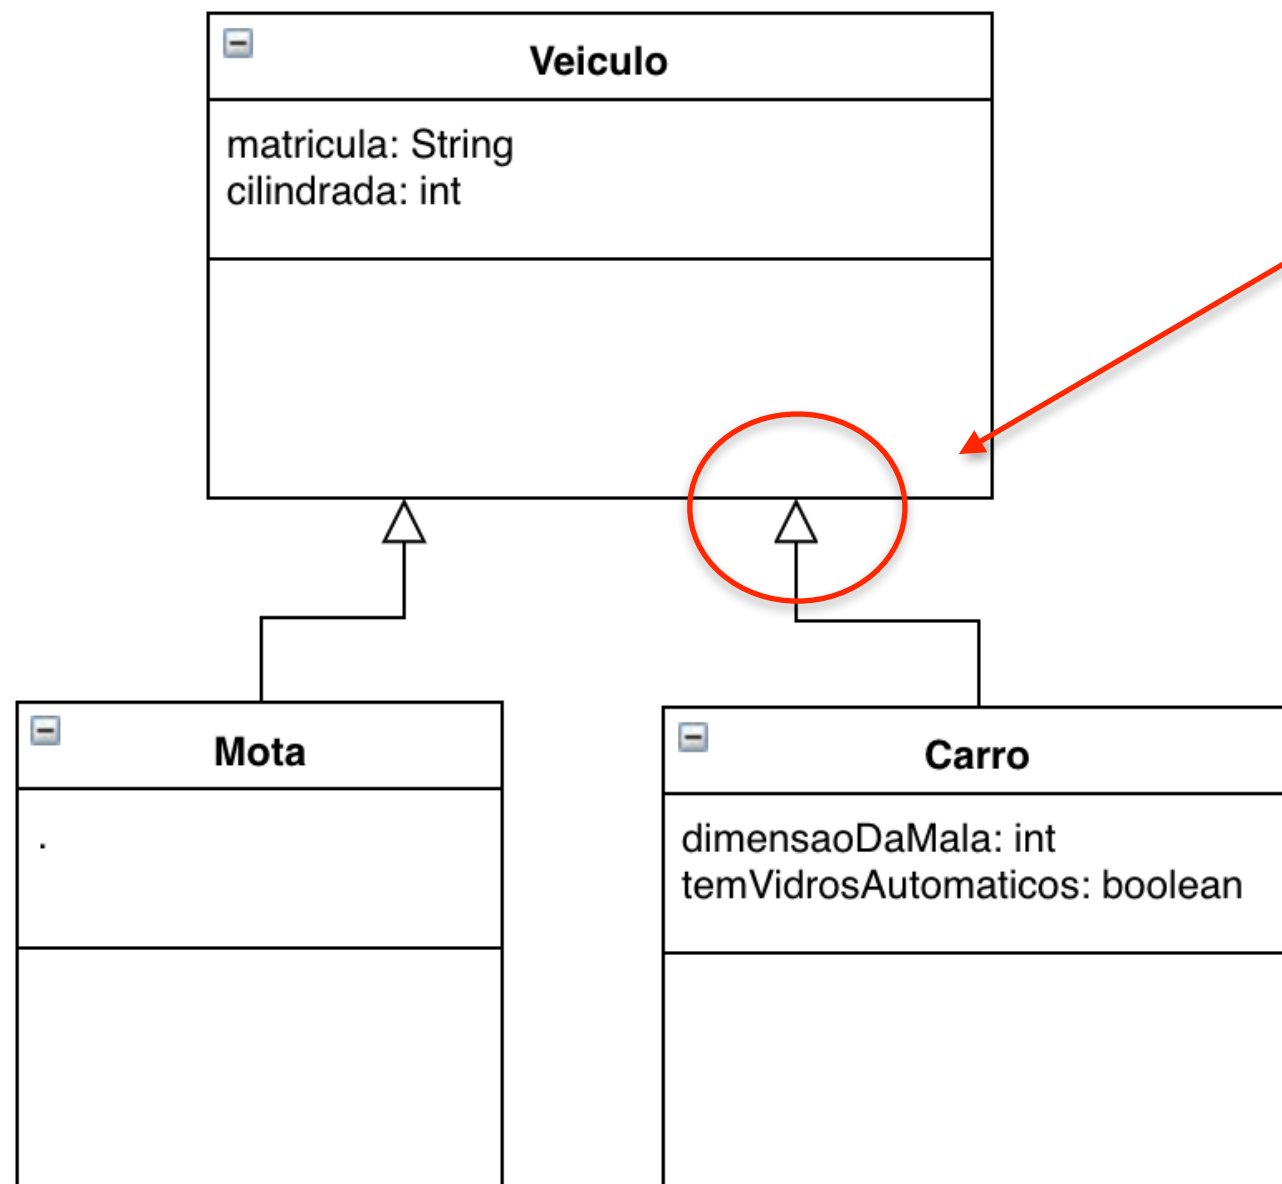 Veiculo
matricula: String
cilindrada: int
Mota
.
Carro
dimensaoDaMala: int
temVidrosAutomaticos: boolean